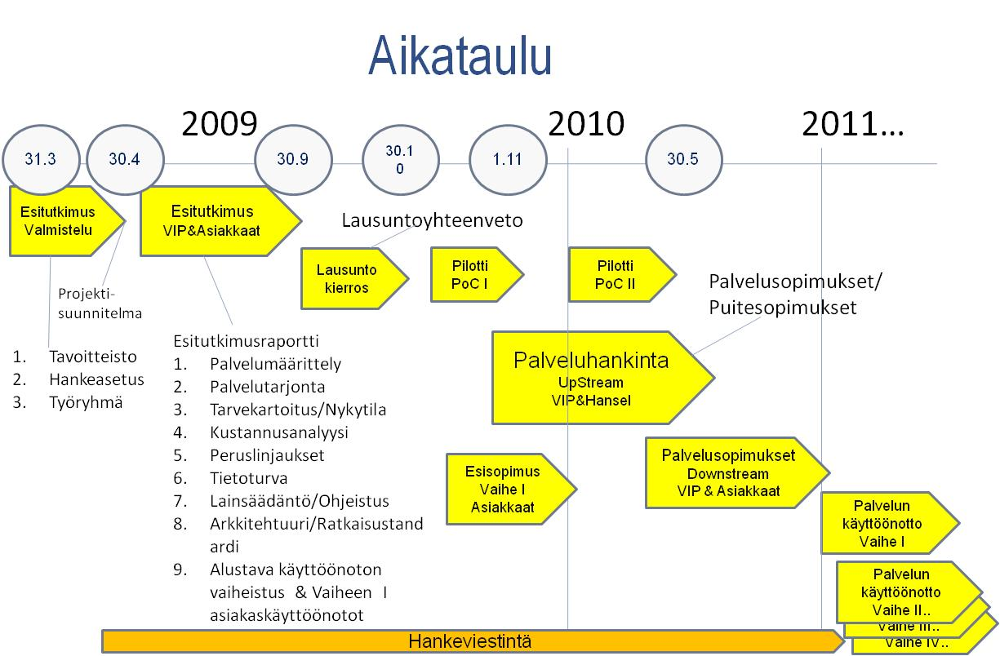 Aikataulu
2009
2010
2011...
31.3
30.4
30.9
30.1
0
1.11
30.5
Esitutkimus
Valmistelu
Esitutkimus
VIP&Asiakkaat
Lausuntoyhteenveto
Lausunto
kierros
Pilotti
PoC I
Pilotti
PoC II
Palvelusopimukset/
Puitesopimukset
Projekti-
suunnitelma
1. Tavoitteisto
2. Hankeasetus
3. Työryhmä
Esitutkimusraportti
1. Palvelumäärittely
2. Palvelutarjonta
3. Tarvekartoitus/Nykytila
4. Kustannusanalyysi
5. Peruslinjaukset
6. Tietoturva
7. Lainsäädäntö/Ohjeistus
8. Arkkitehtuuri/Ratkaisustand
ardi
9. Alustava käyttöönoton
vaiheistus & Vaiheen I
asiakaskäyttöönotot
Palveluhankinta
UpStream
VIP&Hansel
Esisopimus
Vaihe I
Asiakkaat
Palvelusopimukset
Downstream
VIP & Asiakkaat
Palvelun
käyttöönotto
Vaihe I
Palvelun
käyttöönotto
Vaihe II..
Vaihe III..
Vaihe IV..
Hankeviestintä